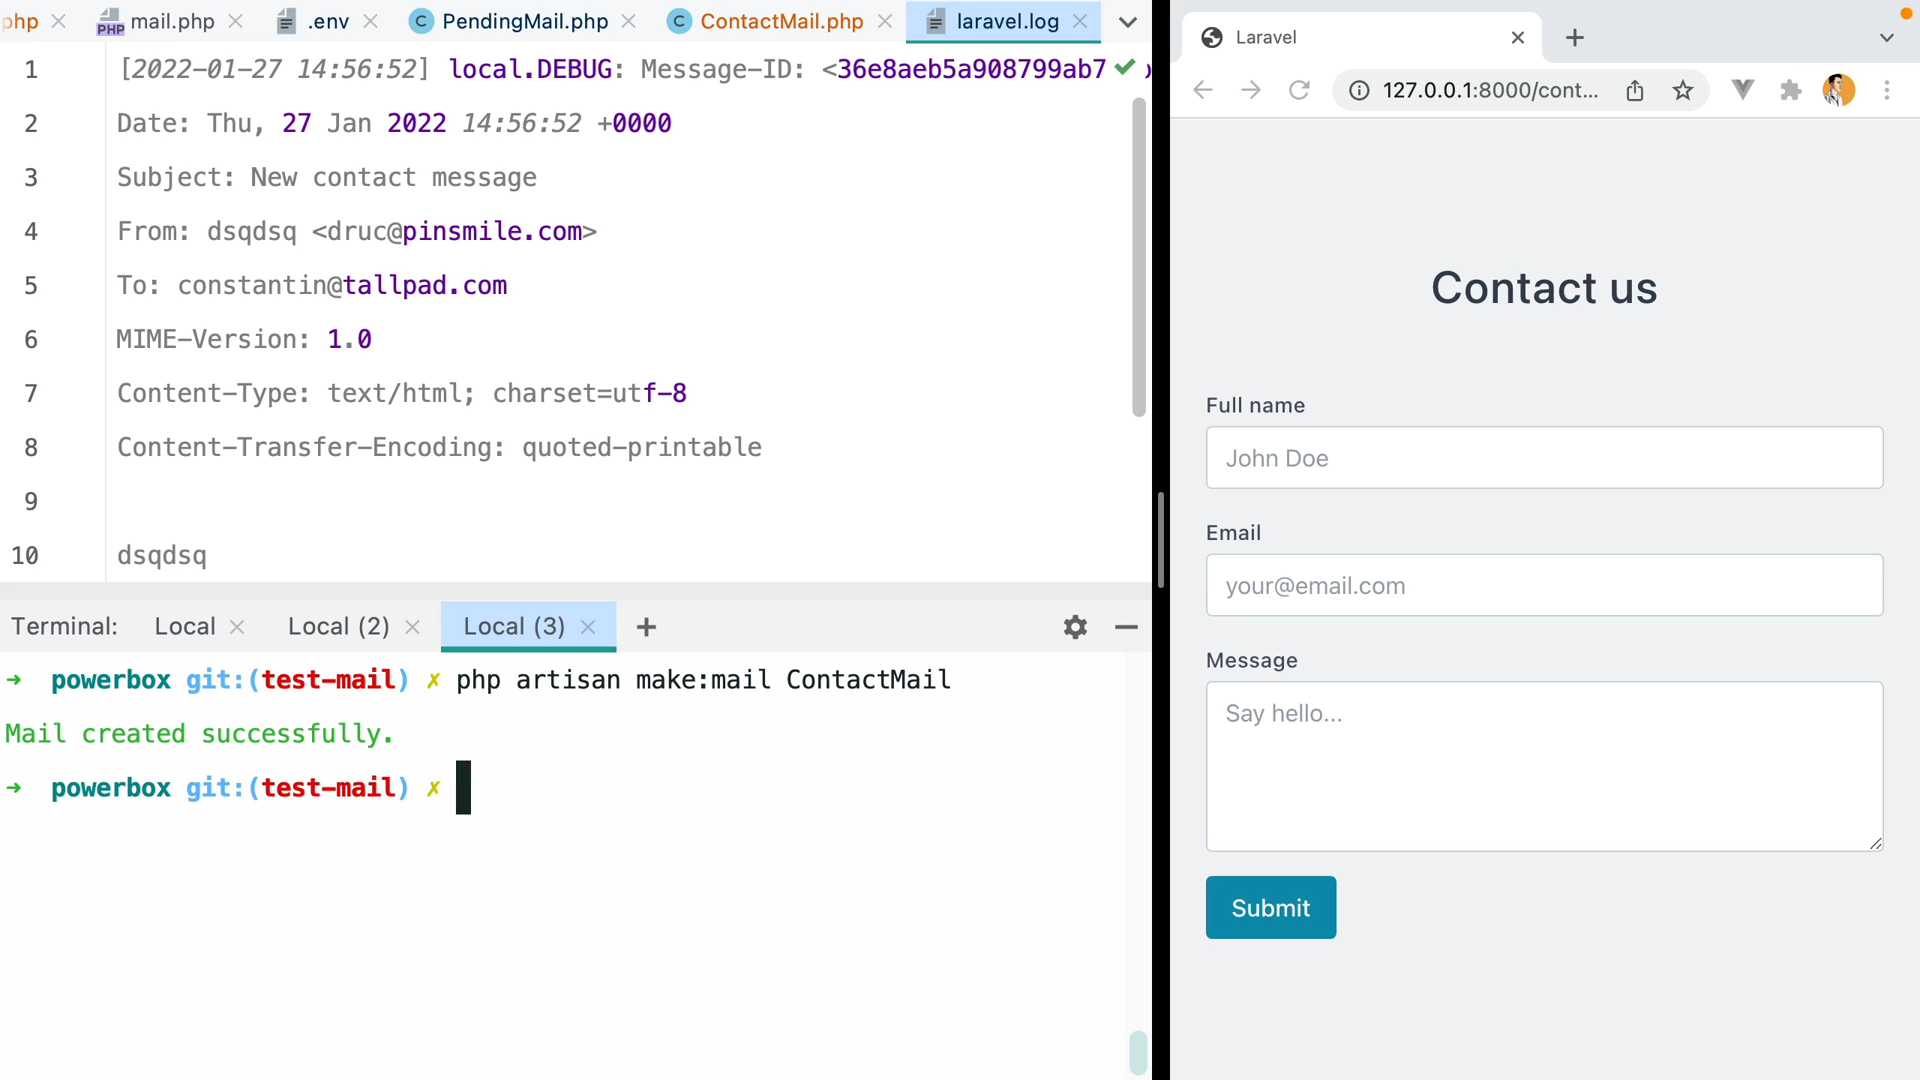 php
PHP mail.php
.env
C PendingMail.php
C ContactMail.php
laravel.log
1 [2022-01-27 14:56:52] local.DEBUG: Message-ID: <36e8aeb5a908799ab7
2 Date: Thu, 27 Jan 2022 14:56:52 +0000
3 Subject: New contact message
4 From: dsqdsq <druc@pinsmile.com>
5 To: constantin@tallpad.com
6 MIME-Version: 1.0
7 Content-Type: text/html; charset=utf-8
8 Content-Transfer-Encoding: quoted-printable
9
10 dsqdsq
Terminal: Local Local (2) Local (3)
➜ powerbox git:(test-mail) ✗ php artisan make:mail ContactMail
Mail created successfully.
➜ powerbox git:(test-mail) ✗
Laravel
127.0.0.1:8000/cont...
Contact us
Full name
John Doe
Email
your@email.com
Message
Say hello...
Submit